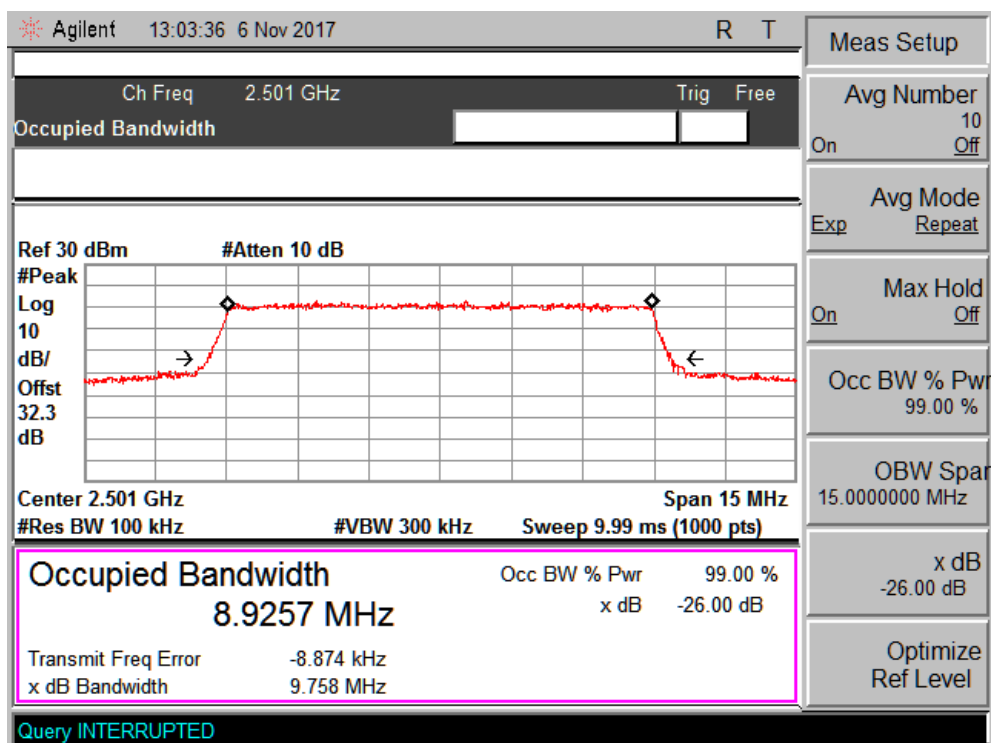 Agilent 13:03:36 6 Nov 2017 R T
Meas Setup
Ch Freq 2.501 GHz Trig Free
Occupied Bandwidth
Avg Number
10
On Off
Avg Mode
Exp Repeat
Max Hold
On Off
Occ BW % Pwr
99.00 %
OBW Span
15.0000000 MHz
x dB
-26.00 dB
Optimize
Ref Level
Ref 30 dBm #Atten 10 dB
#Peak
Log
10
dB/
Offst
32.3
dB
Center 2.501 GHz Span 15 MHz
#Res BW 100 kHz #VBW 300 kHz Sweep 9.99 ms (1000 pts)
Occupied Bandwidth Occ BW % Pwr 99.00 %
8.9257 MHz x dB -26.00 dB
Transmit Freq Error -8.874 kHz
x dB Bandwidth 9.758 MHz
Query INTERRUPTED